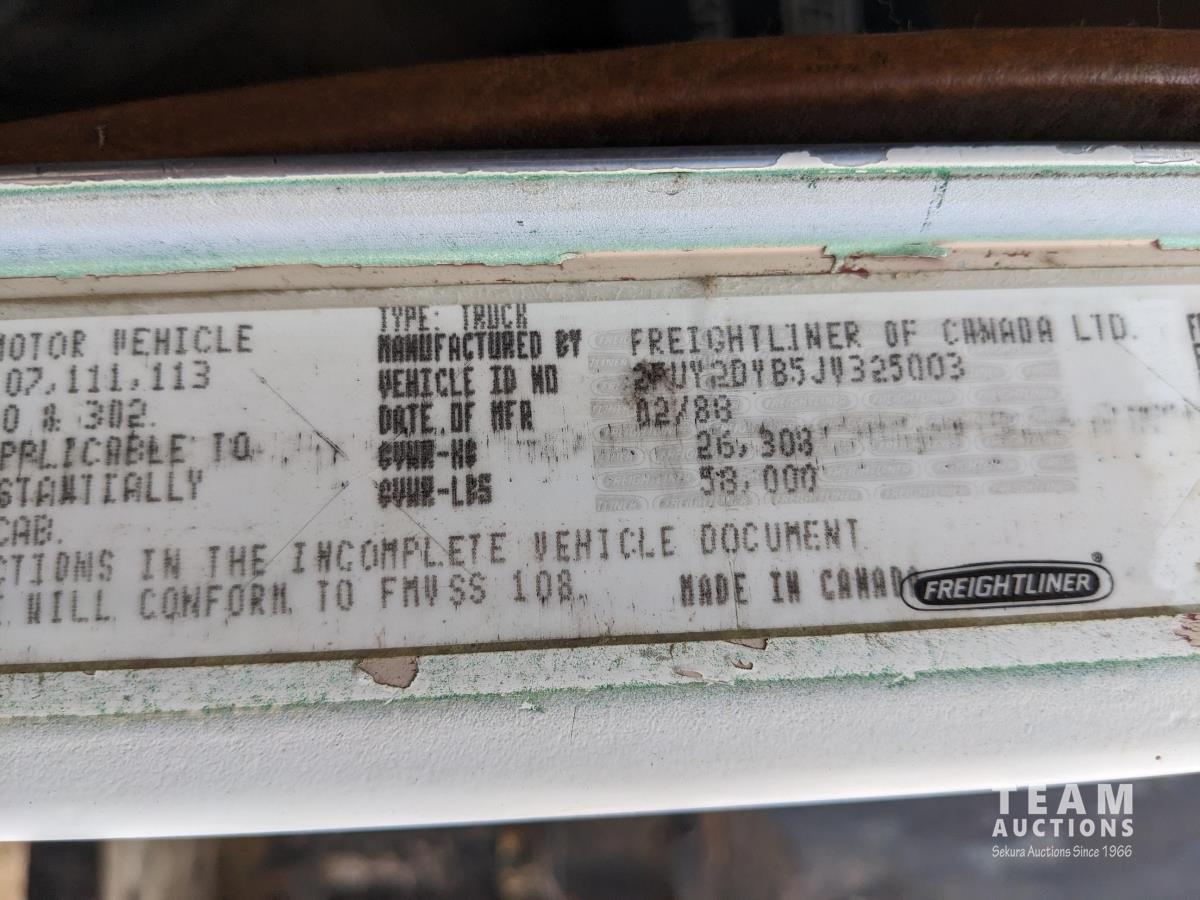 MOTOR VEHICLE
07,111,113
0 & 302.
APPLICABLE TO
STANTIALLY
CAB.
CTIONS IN THE INCOMPLETE VEHICLE DOCUMENT
WILL CONFORM TO FMVSS 108.
TYPE: TRUCK
MANUFACTURED BY FREIGHTLINER OF CANADA LTD.
VEHICLE ID NO
DATE OF MFR 02/88
GVWR-KG 26,308
GVWR-LBS 58,000
MADE IN CANADA
FREIGHTLINER®
TEAM
AUCTIONS
Sekura Auctions Since 1966